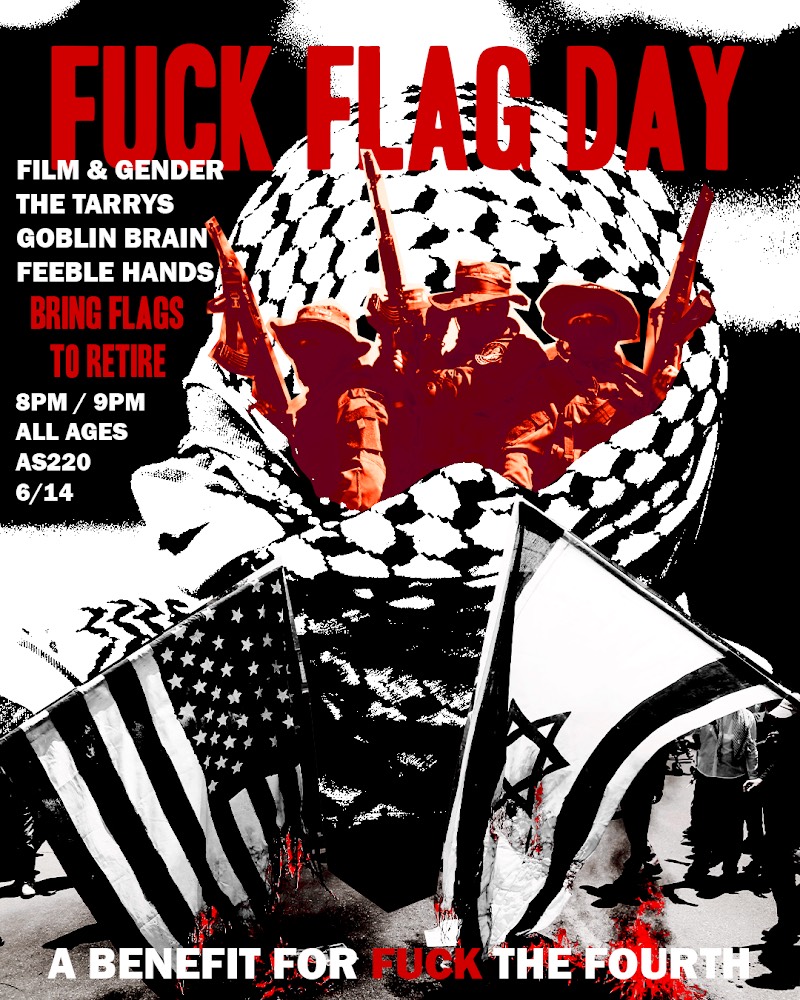 FUCK FLAG DAY
FILM & GENDER
THE TARRYS
GOBLIN BRAIN
FEEBLE HANDS
BRING FLAGS
TO RETIRE
8PM / 9PM
ALL AGES
AS220
6/14
A BENEFIT FOR FUCK THE FOURTH